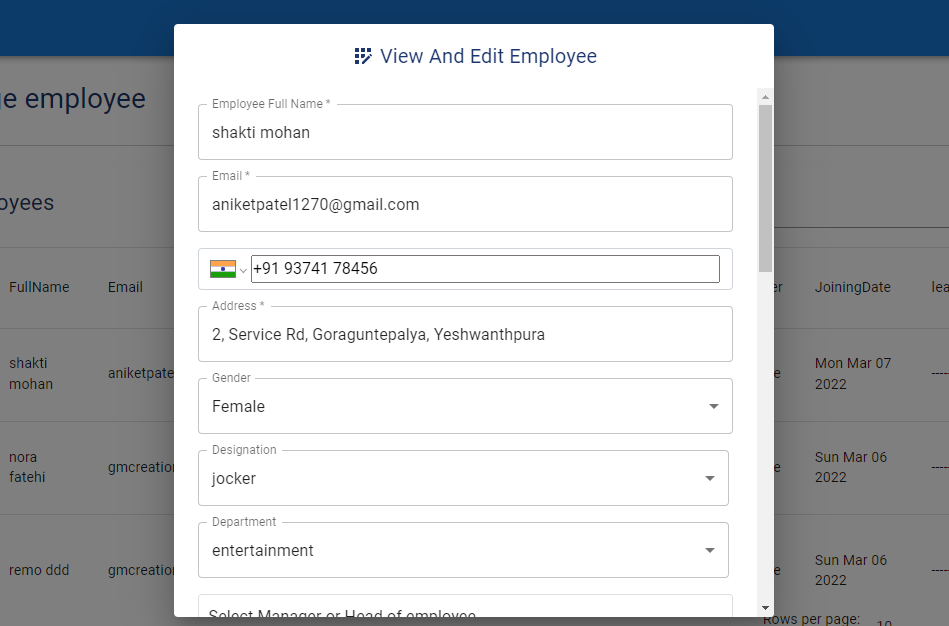 View And Edit Employee
ge employee
oyees
Employee Full Name *
shakti mohan
Email *
aniketpatel1270@gmail.com
+91 93741 78456
Address *
2, Service Rd, Goraguntepalya, Yeshwanthpura
Gender
Female
Designation
jocker
Department
entertainment
Select Manager or Head of employee
FullName Email er JoiningDate lea
shakti
mohan
aniketpate
e
Mon Mar 07
2022
-----
nora
fatehi
gmcreation
e
Sun Mar 06
2022
-----
remo ddd
gmcreation
e
Sun Mar 06
2022
-----
Rows per page: 10